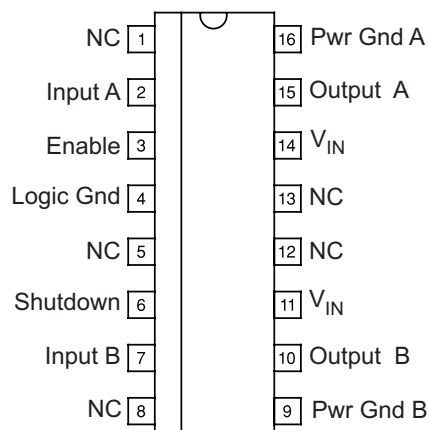 NC 1 16 Pwr Gnd A
Input A 2 15 Output A
Enable 3 14 VIN
Logic Gnd 4 13 NC
NC 5 12 NC
Shutdown 6 11 VIN
Input B 7 10 Output B
NC 8 9 Pwr Gnd B